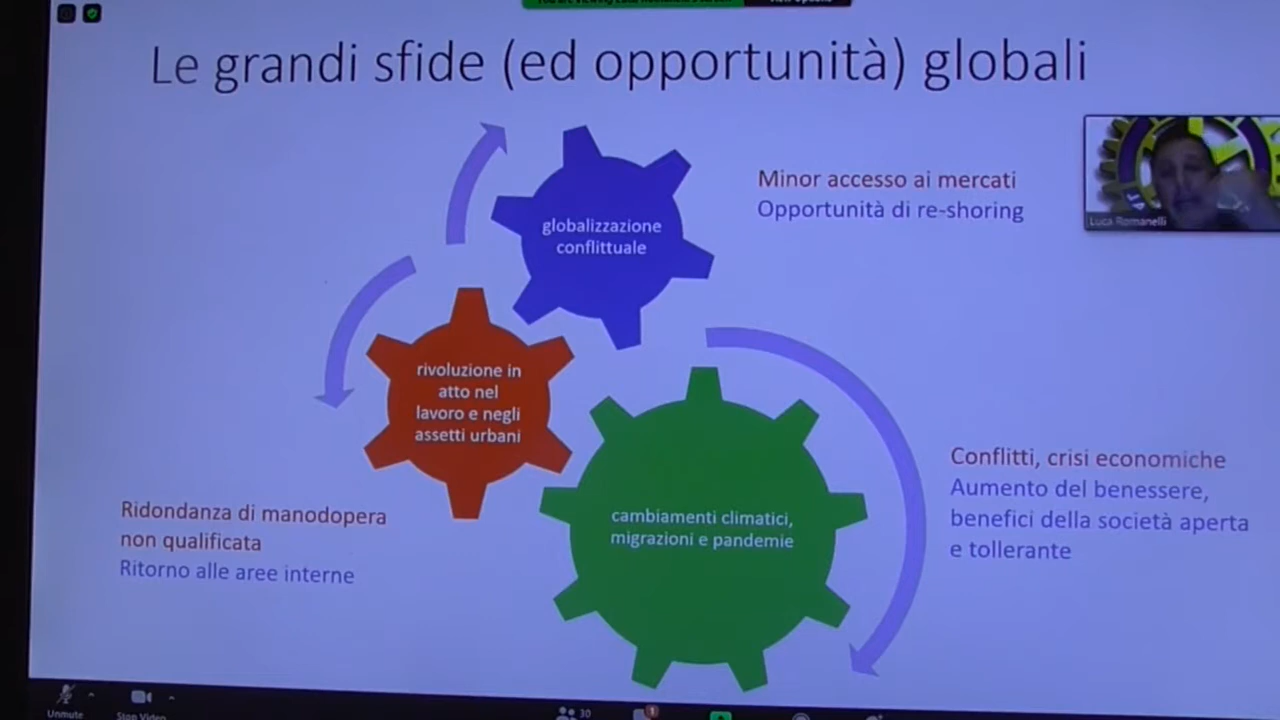 Le grandi sfide (ed opportunità) globali
globalizzazione
conflittuale
Minor accesso ai mercati
Opportunità di re-shoring
Luca Romanelli
rivoluzione in
atto nel
lavoro e negli
assetti urbani
cambiamenti climatici,
migrazioni e pandemie
Conflitti, crisi economiche
Aumento del benessere,
benefici della società aperta
e tollerante
Ridondanza di manodopera
non qualificata
Ritorno alle aree interne
Unmute
Stop Video
30
1